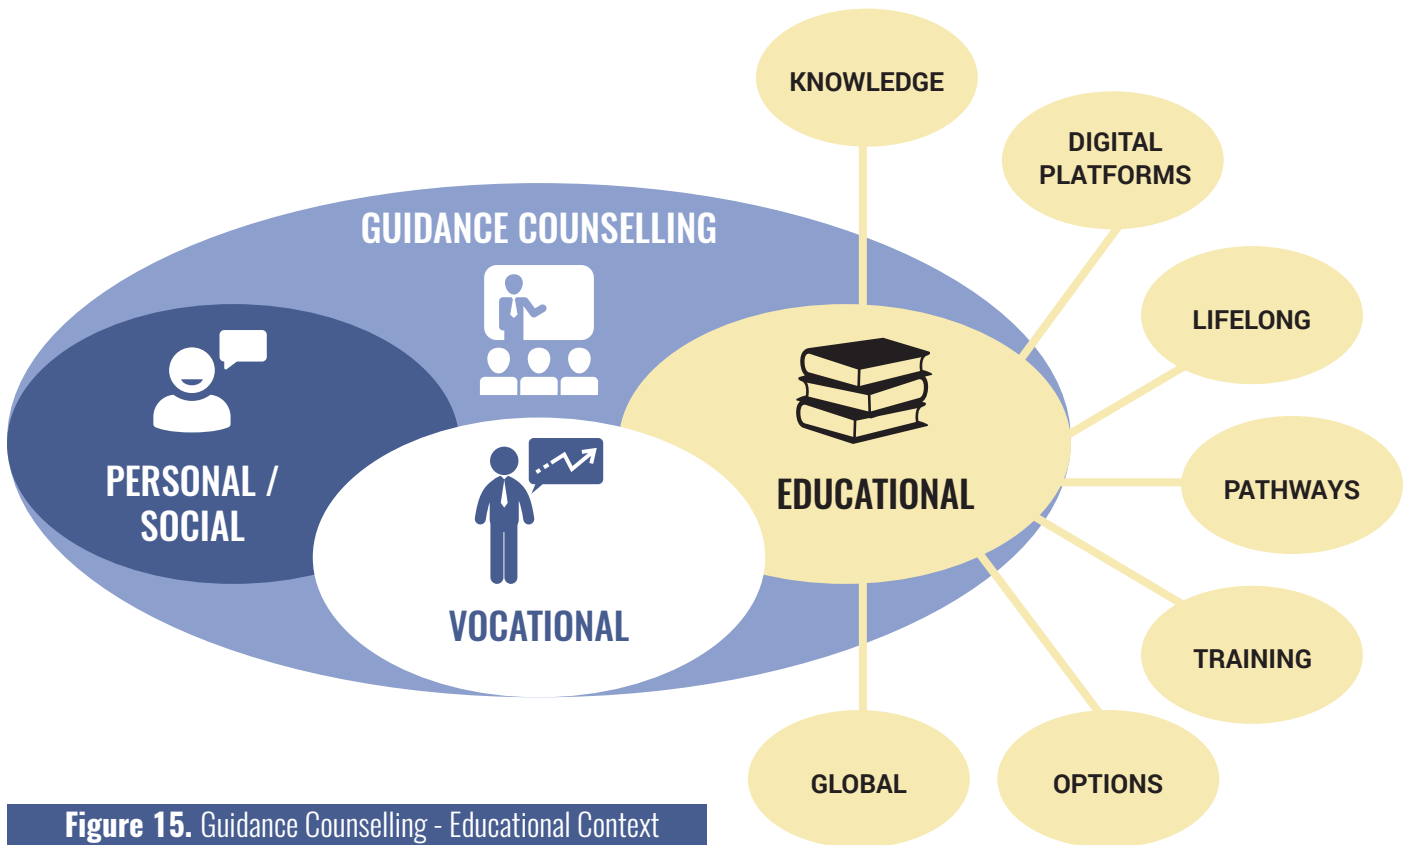 KNOWLEDGE
DIGITAL
PLATFORMS
GUIDANCE COUNSELLING
LIFELONG
PERSONAL /
SOCIAL
EDUCATIONAL
PATHWAYS
VOCATIONAL
TRAINING
GLOBAL
OPTIONS
Figure 15. Guidance Counselling - Educational Context